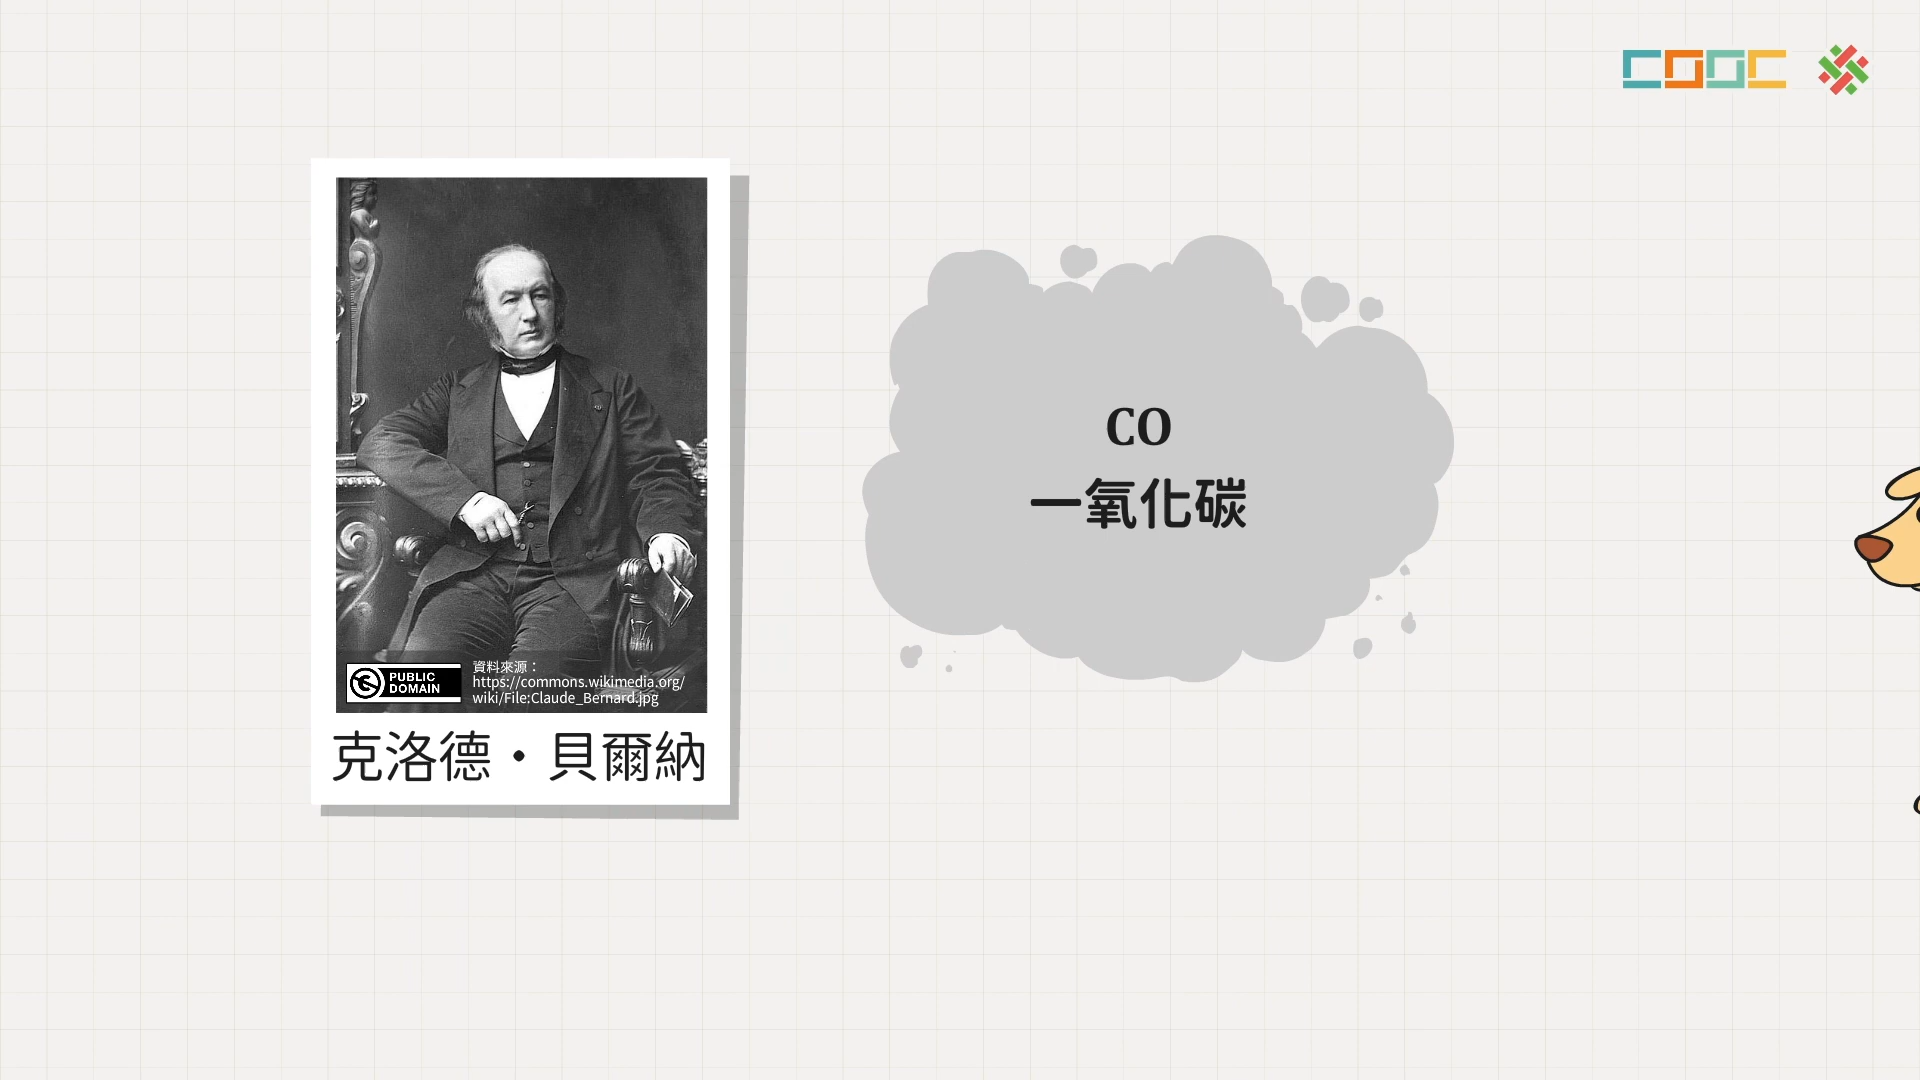 COOC
PUBLIC
DOMAIN
資料來源：
https://commons.wikimedia.org/
wiki/File:Claude_Bernard.jpg
克洛德・貝爾納
CO
一氧化碳